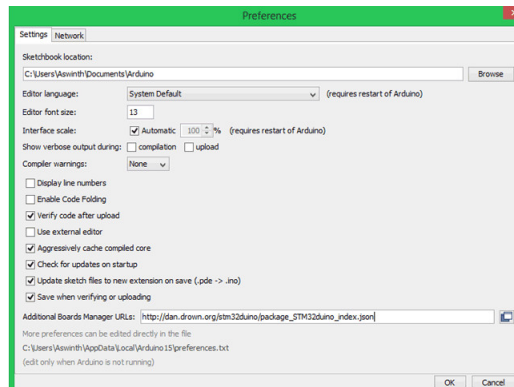 Preferences
Settings Network
Sketchbook location:
C:\Users\Aswinth\Documents\Arduino Browse
Editor language: System Default (requires restart of Arduino)
Editor font size: 13
Interface scale: Automatic 100 % (requires restart of Arduino)
Show verbose output during: compilation upload
Compiler warnings: None
Display line numbers
Enable Code Folding
Verify code after upload
Use external editor
Aggressively cache compiled core
Check for updates on startup
Update sketch files to new extension on save (.pde -> .ino)
Save when verifying or uploading
Additional Boards Manager URLs: http://dan.drown.org/stm32duino/package_STM32duino_index.json
More preferences can be edited directly in the file
C:\Users\Aswinth\AppData\Local\Arduino15\preferences.txt
(edit only when Arduino is not running)
OK Cancel